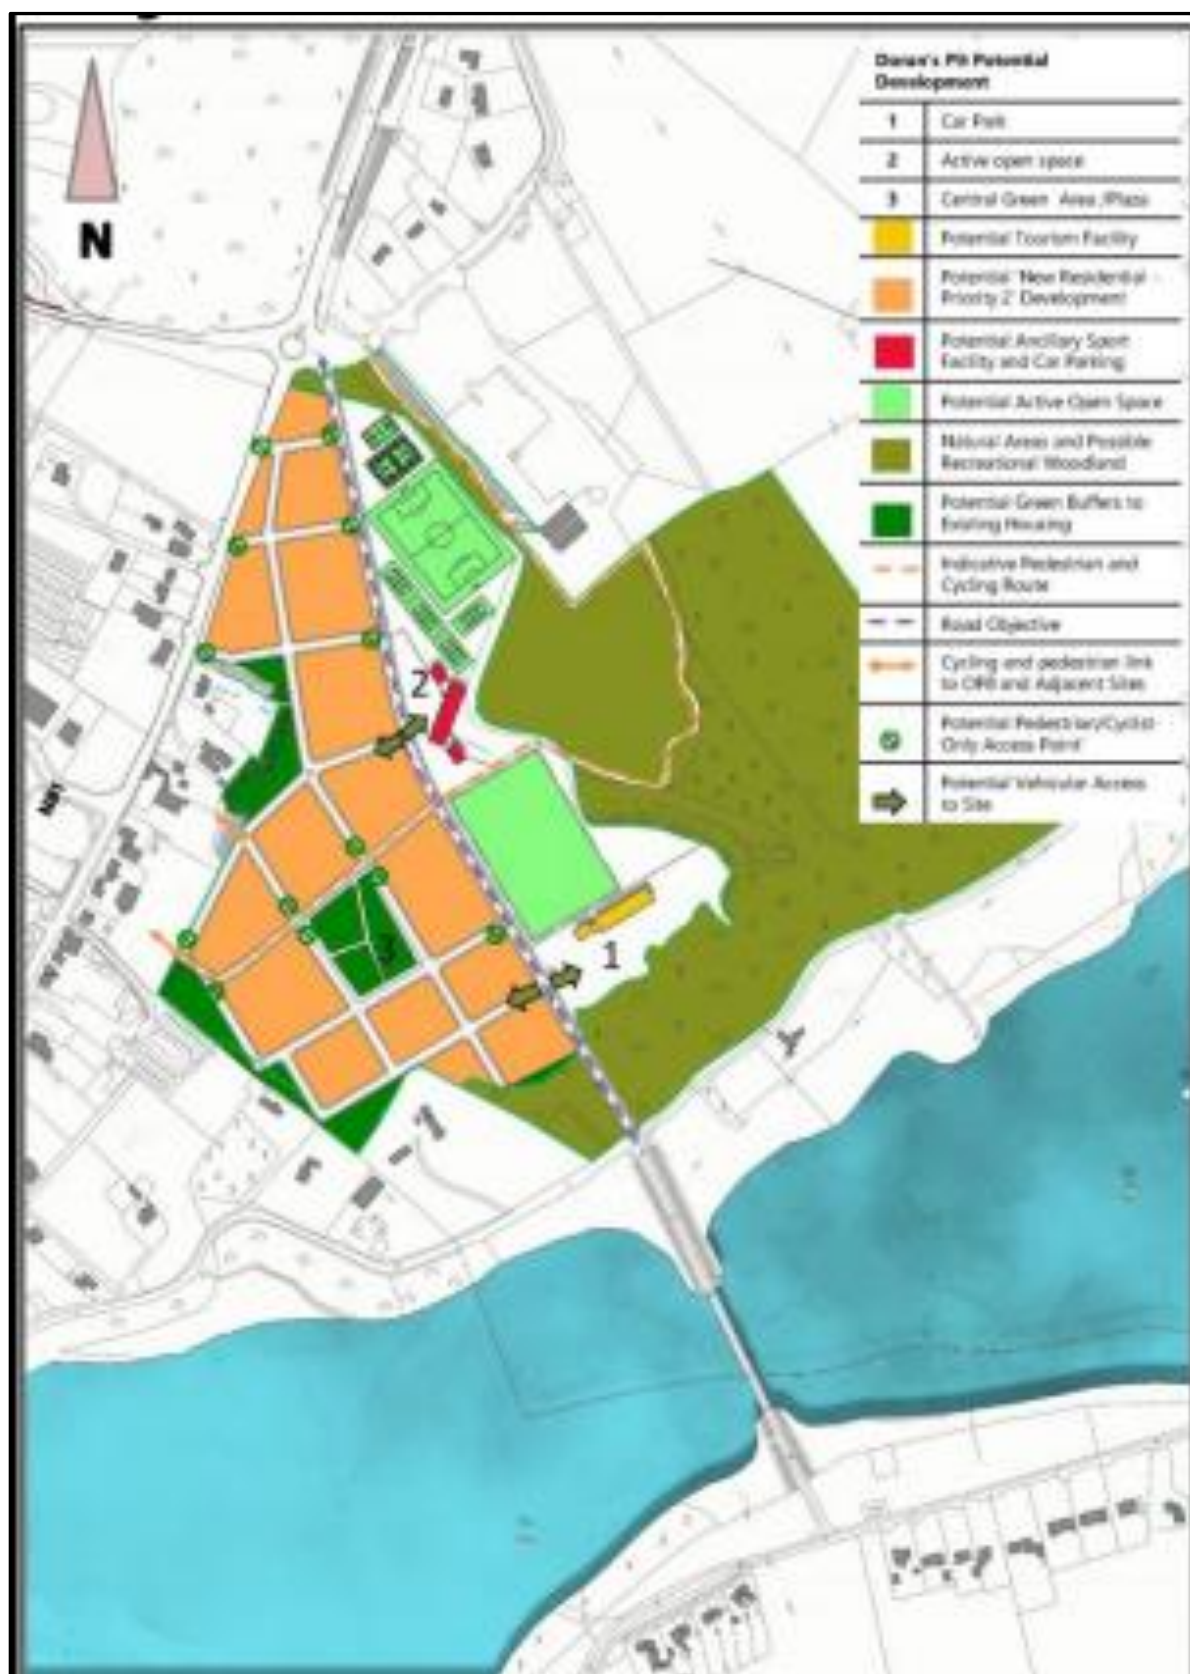 Doran's Pit Potential
Development
1 Car Park
2 Active open space
3 Central Green Area /Plaza
Potential Tourism Facility
Potential 'New Residential -
Priority 2' Development
Potential Ancillary Sport
Facility and Car Parking
Potential Active Open Space
Natural Areas and Possible
Recreational Woodland
Potential Green Buffers to
Existing Housing
Indicative Pedestrian and
Cycling Route
Road Objective
Cycling and pedestrian link
to and Adjacent Sites
Potential Pedestrian/Cyclist
Only Access Point'
Potential Vehicular Access
to Site
N
2
3
1